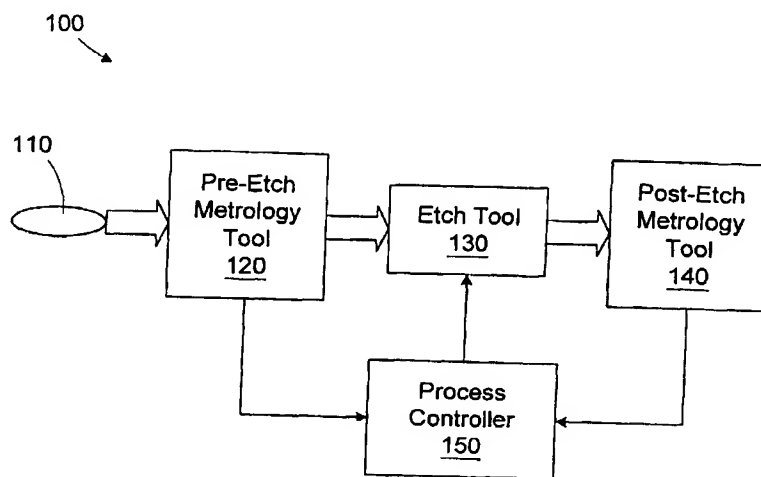 100
110
Pre-Etch
Metrology
Tool
120
Etch Tool
130
Post-Etch
Metrology
Tool
140
Process
Controller
150